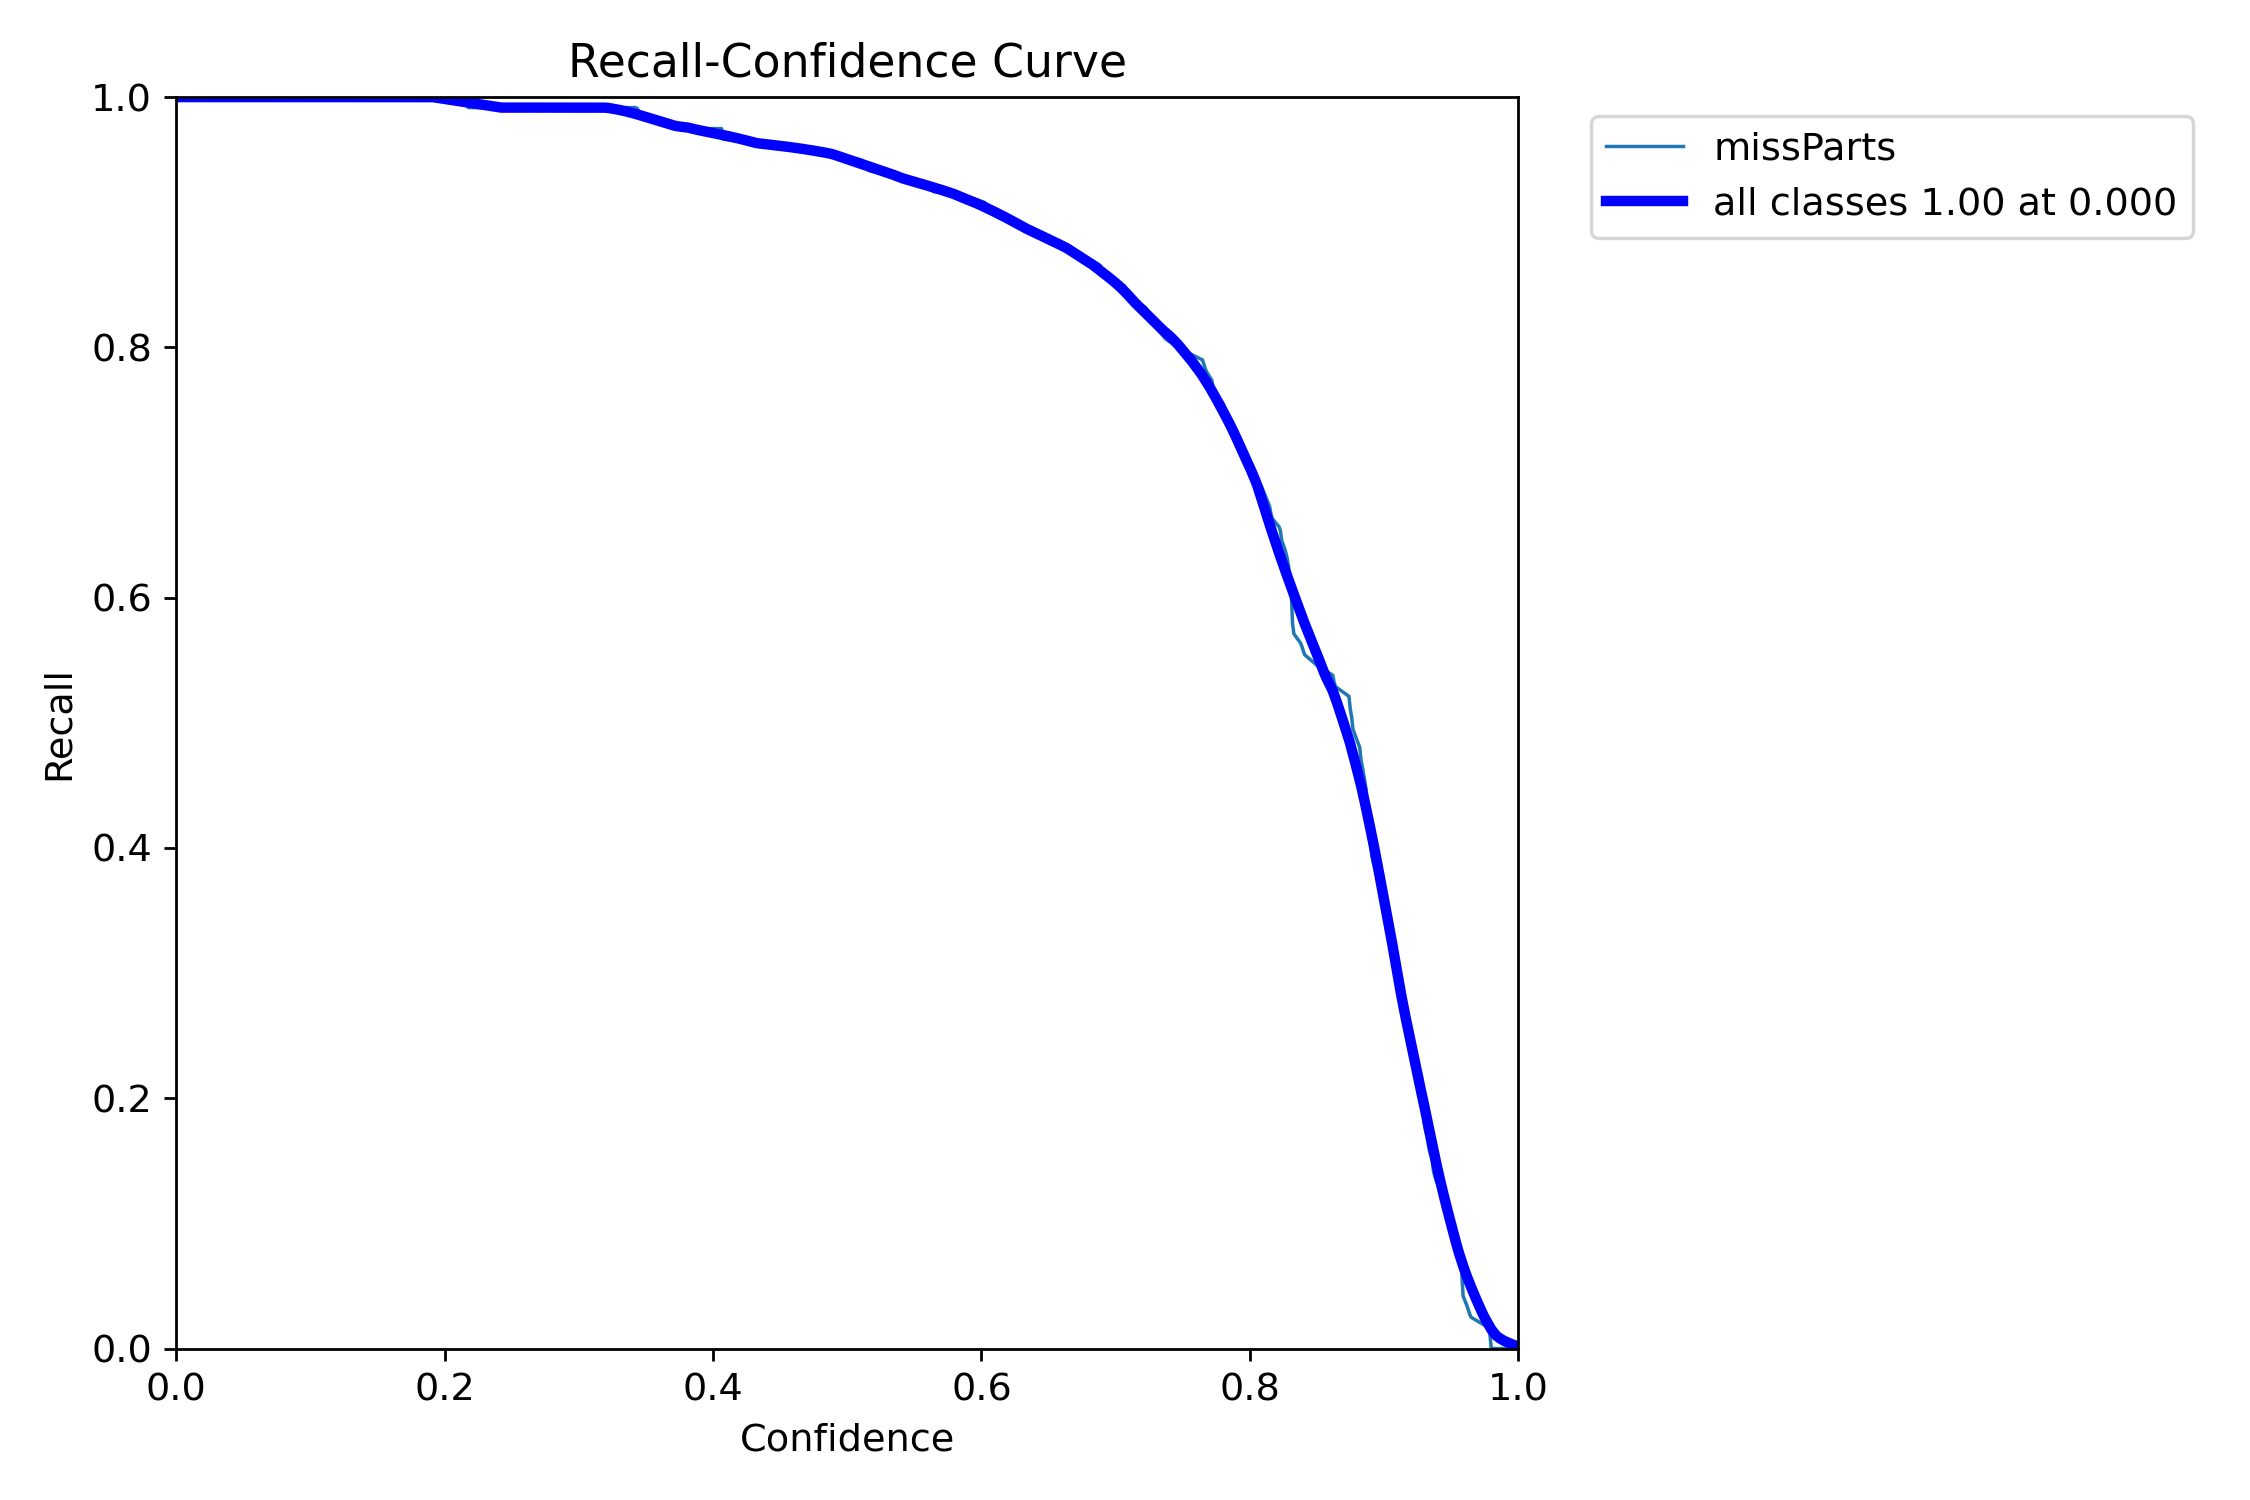 Recall-Confidence Curve
1.0
0.8
0.6
0.4
0.2
0.0
Recall
0.0 0.2 0.4 0.6 0.8 1.0
Confidence
missParts
all classes 1.00 at 0.000